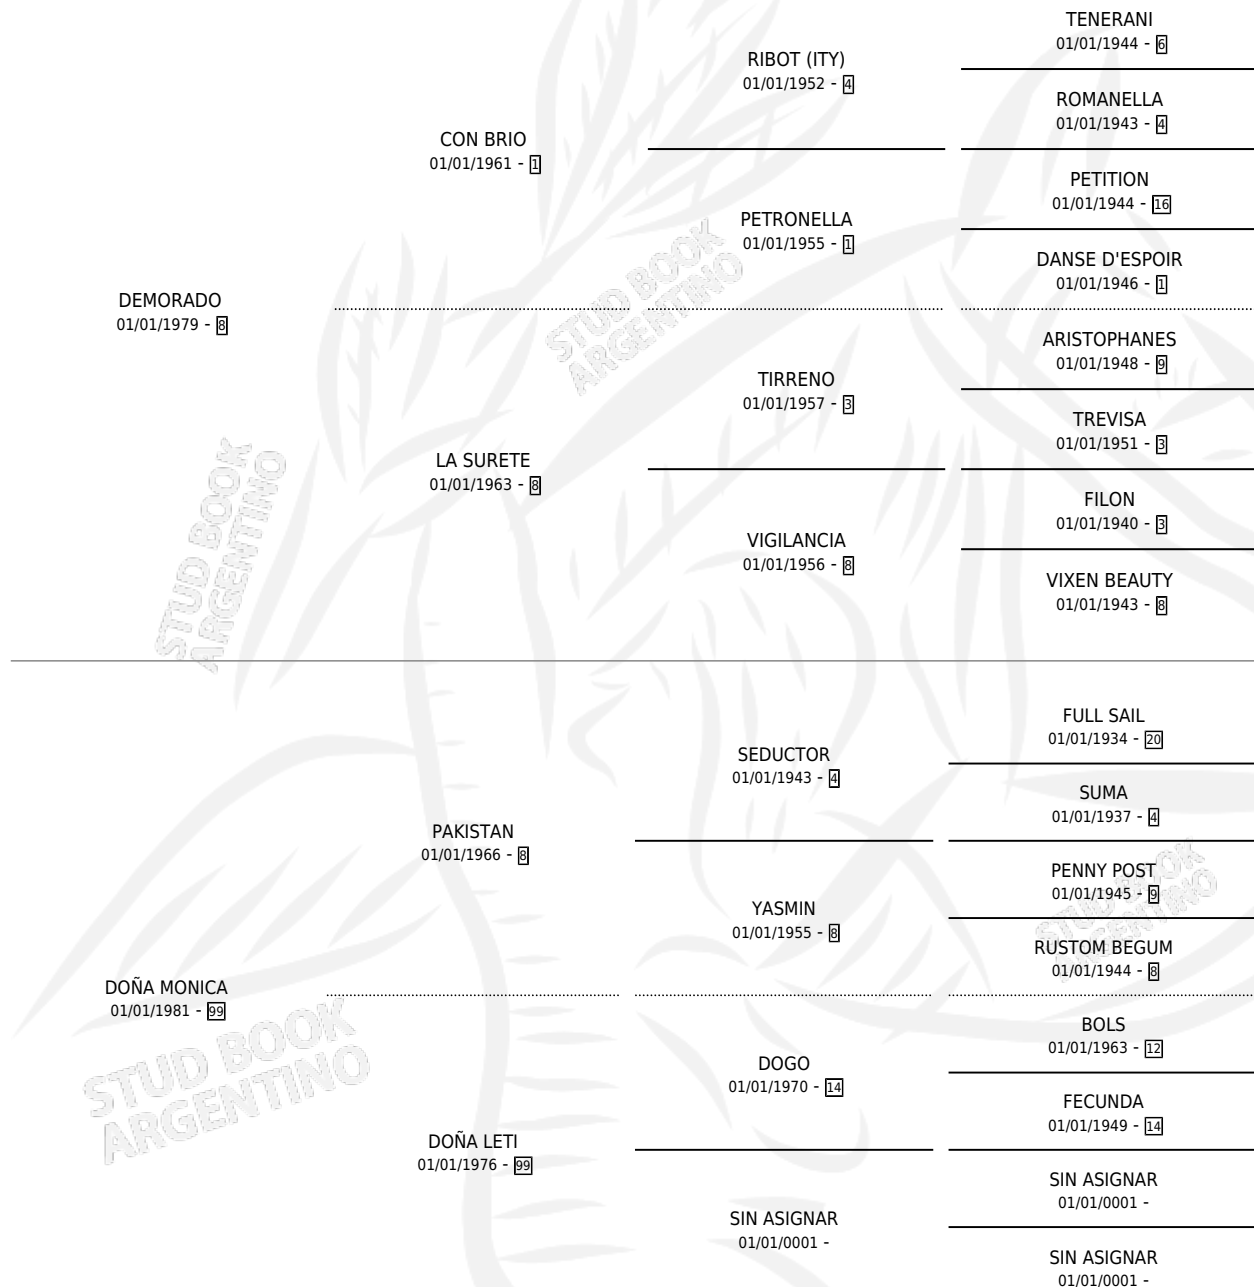 TENERANI
01/01/1944 - 6
RIBOT (ITY)
01/01/1952 - 4
ROMANELLA
01/01/1943 - 4
CON BRIO
01/01/1961 - 1
PETITION
01/01/1944 - 16
PETRONELLA
01/01/1955 - 1
DANSE D'ESPOIR
01/01/1946 - 1
DEMORADO
01/01/1979 - 8
ARISTOPHANES
01/01/1948 - 9
TIRRENO
01/01/1957 - 3
TREVISA
01/01/1951 - 3
LA SURETE
01/01/1963 - 8
FILON
01/01/1940 - 3
VIGILANCIA
01/01/1956 - 8
VIXEN BEAUTY
01/01/1943 - 8
FULL SAIL
01/01/1934 - 20
SEDUCTOR
01/01/1943 - 4
SUMA
01/01/1937 - 4
PAKISTAN
01/01/1966 - 8
PENNY POST
01/01/1945 - 9
YASMIN
01/01/1955 - 8
RUSTOM BEGUM
01/01/1944 - 8
DOÑA MONICA
01/01/1981 - 99
BOLS
01/01/1963 - 12
DOGO
01/01/1970 - 14
FECUNDA
01/01/1949 - 14
DOÑA LETI
01/01/1976 - 99
SIN ASIGNAR
01/01/0001 -
SIN ASIGNAR
01/01/0001 -
SIN ASIGNAR
01/01/0001 -
STUD BOOK
ARGENTINO
STUD BOOK
ARGENTINO
STUD BOOK
ARGENTINO
STUD BOOK
ARGENTINO